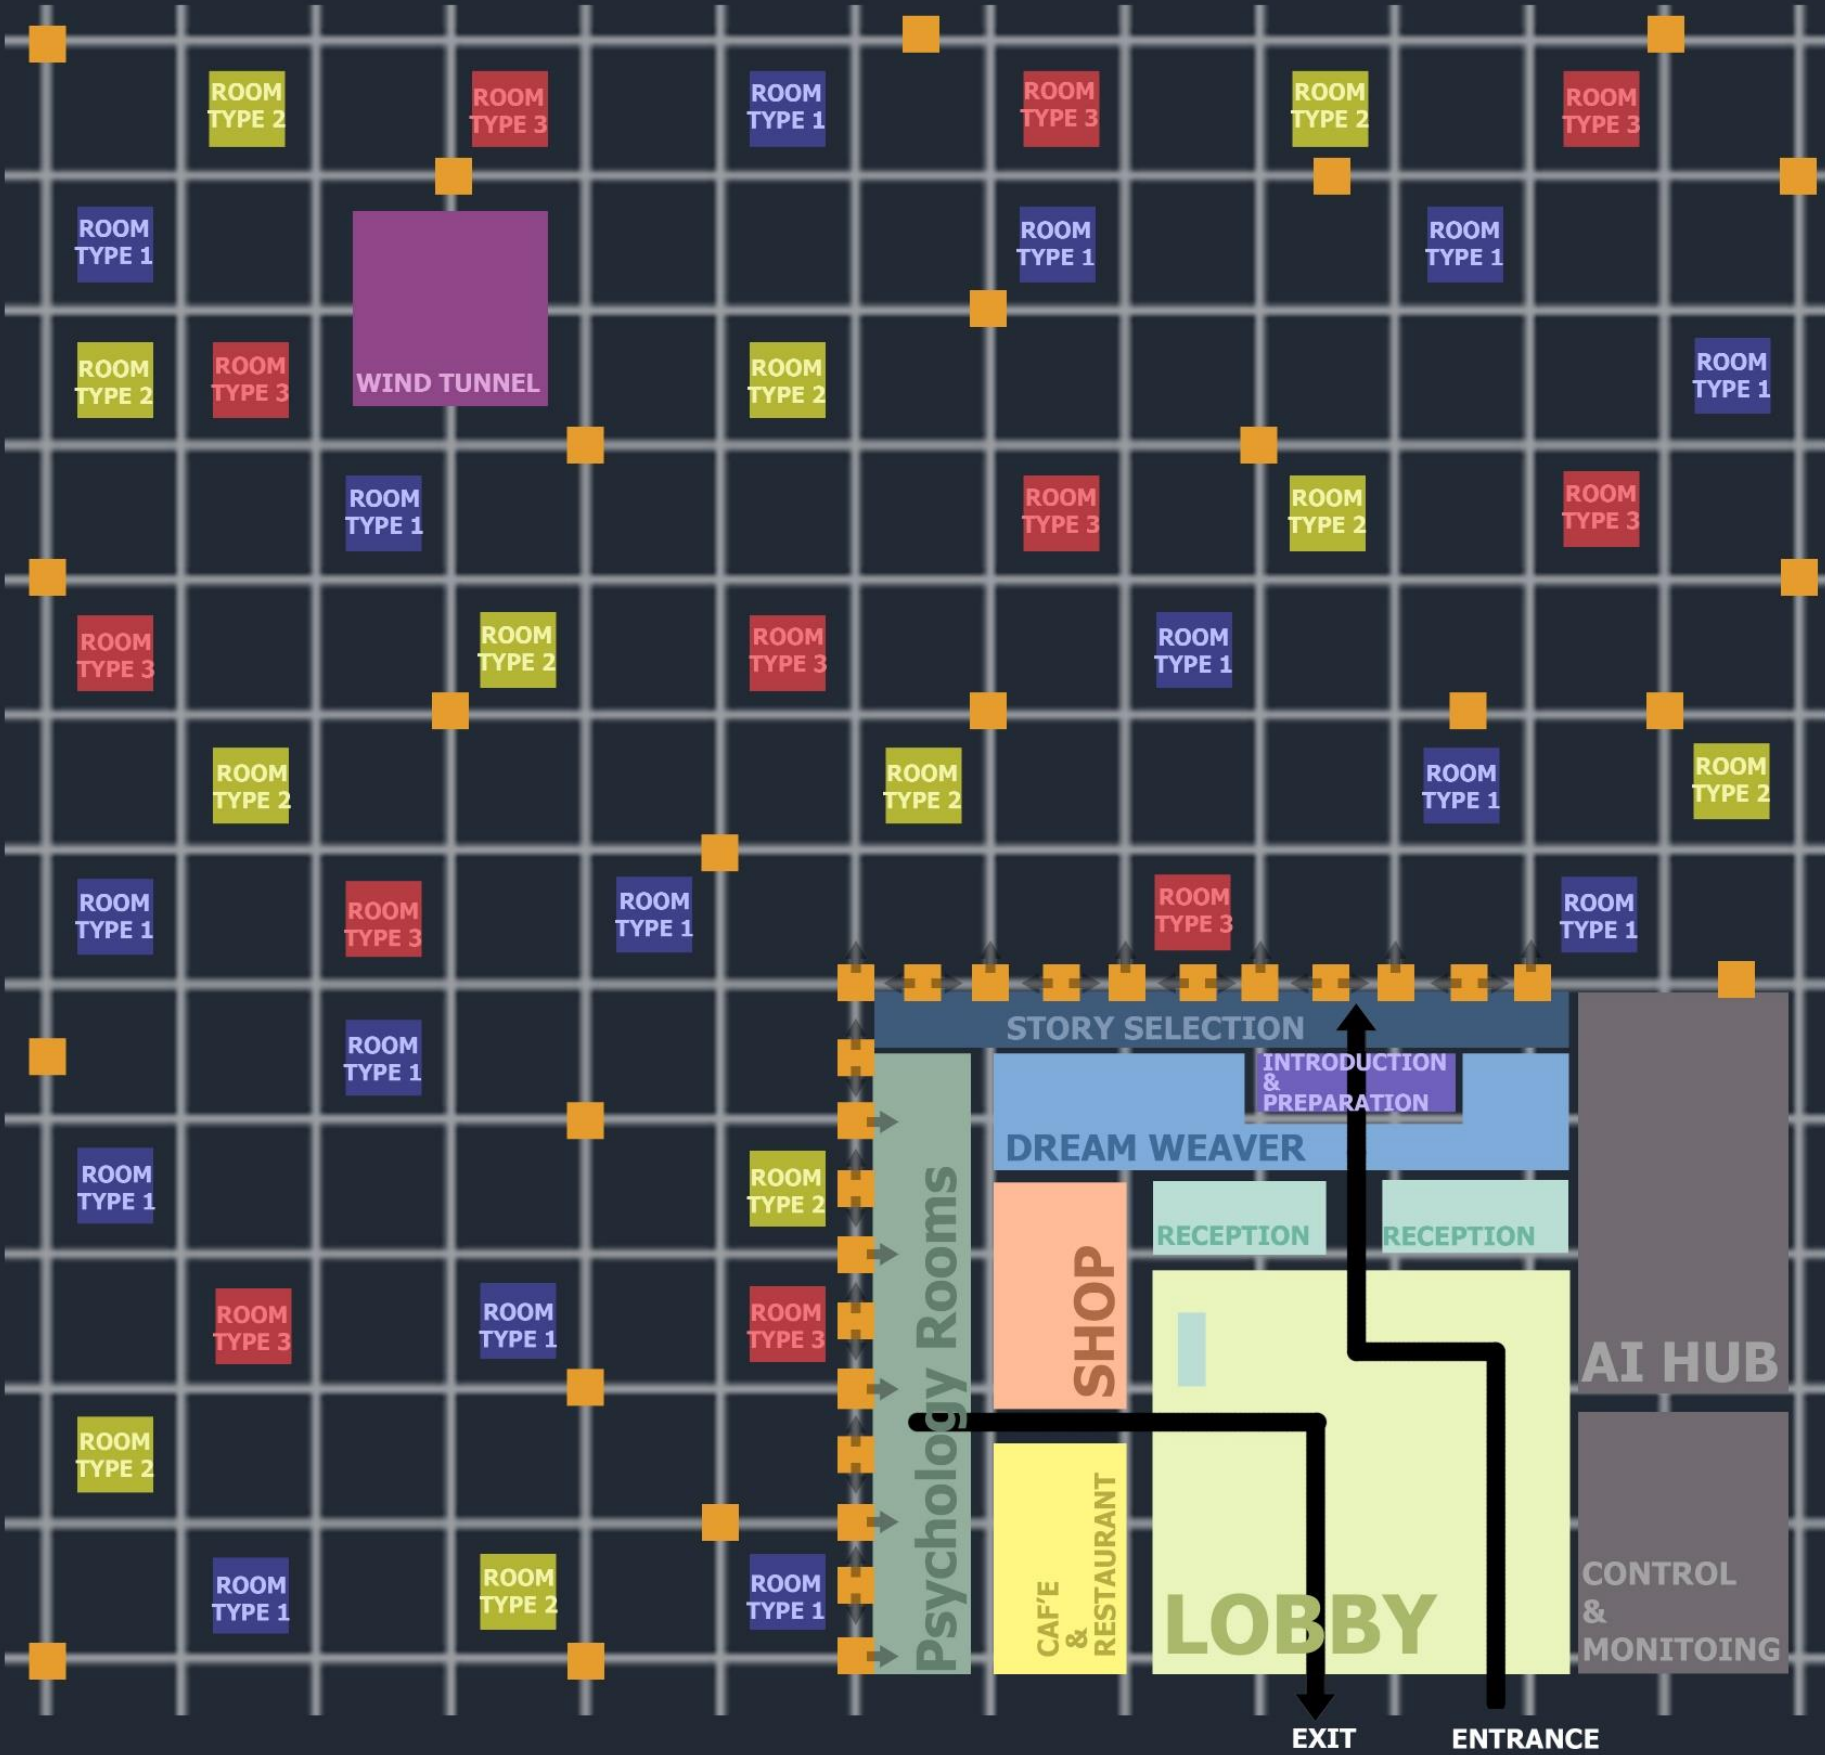 ROOM
TYPE 2
ROOM
TYPE 3
ROOM
TYPE 1
ROOM
TYPE 3
ROOM
TYPE 2
ROOM
TYPE 3
ROOM
TYPE 1
ROOM
TYPE 1
ROOM
TYPE 1
ROOM
TYPE 2
ROOM
TYPE 3
WIND TUNNEL
ROOM
TYPE 2
ROOM
TYPE 1
ROOM
TYPE 1
ROOM
TYPE 3
ROOM
TYPE 2
ROOM
TYPE 3
ROOM
TYPE 3
ROOM
TYPE 2
ROOM
TYPE 3
ROOM
TYPE 1
ROOM
TYPE 2
ROOM
TYPE 2
ROOM
TYPE 1
ROOM
TYPE 2
ROOM
TYPE 1
ROOM
TYPE 3
ROOM
TYPE 1
ROOM
TYPE 3
ROOM
TYPE 1
ROOM
TYPE 1
STORY SELECTION
INTRODUCTION
&
PREPARATION
DREAM WEAVER
ROOM
TYPE 1
ROOM
TYPE 2
Psychology Rooms
SHOP
RECEPTION
RECEPTION
ROOM
TYPE 3
ROOM
TYPE 1
ROOM
TYPE 3
AI HUB
ROOM
TYPE 2
ROOM
TYPE 1
ROOM
TYPE 2
ROOM
TYPE 1
CAF'E
&
RESTAURANT
LOBBY
CONTROL
&
MONITOING
EXIT
ENTRANCE